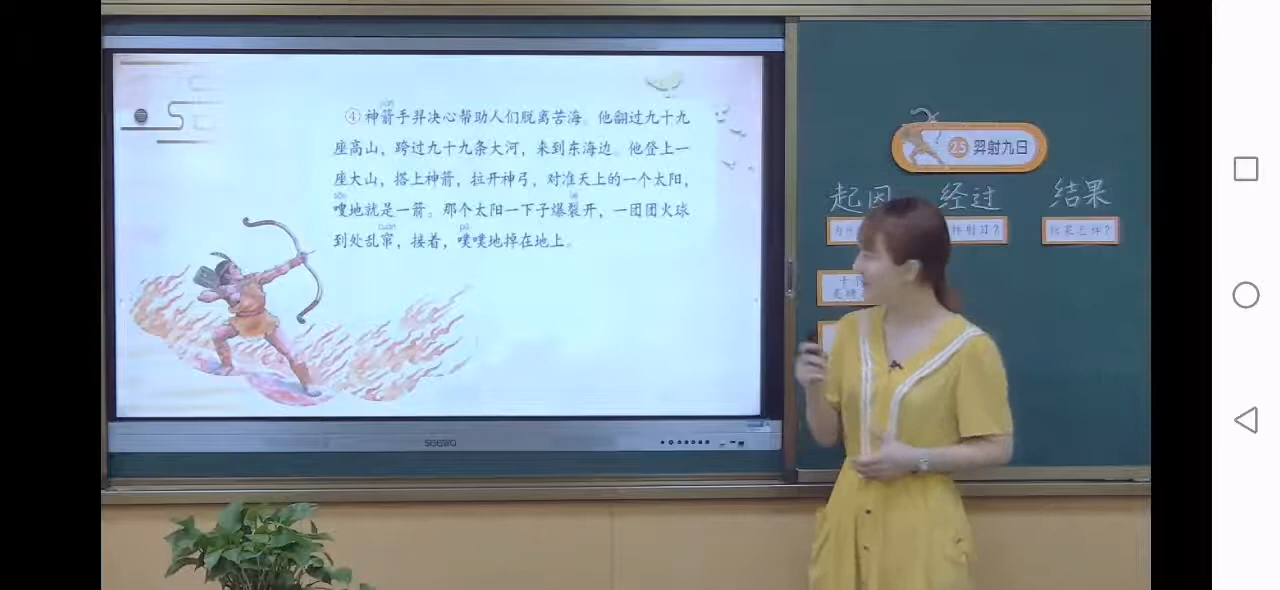 ④神箭手羿决心帮助人们脱离苦海。他翻过九十九
座高山，跨过九十九条大河，来到东海边。他登上一
座大山，搭上神箭，拉开神弓，对准天上的一个太阳，
嗖地就是一箭。那个太阳一下子爆裂开，一团团火球
到处乱窜，接着，噗噗地掉在地上。
seewo
25 羿射九日
起因 经过 结果
射日？
结果怎样？